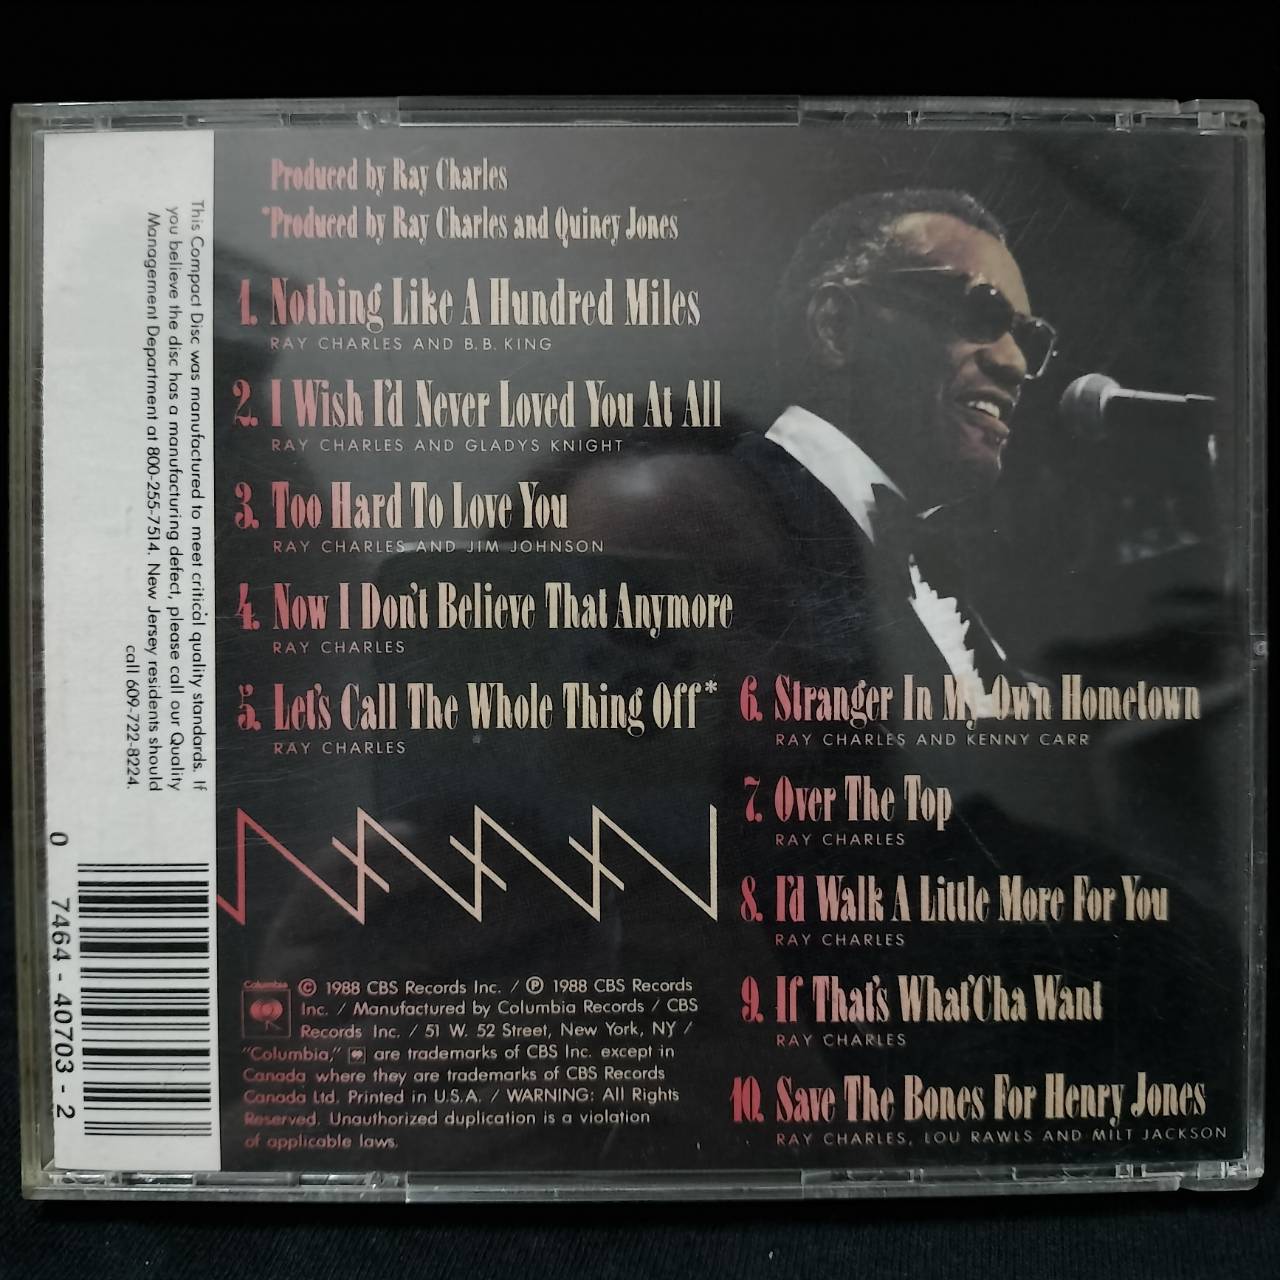 Produced by Ray Charles
*Produced by Ray Charles and Quincy Jones
1. Nothing Like A Hundred Miles
RAY CHARLES AND B.B. KING
2. I Wish I'd Never Loved You At All
RAY CHARLES AND GLADYS KNIGHT
3. Too Hard To Love You
RAY CHARLES AND JIM JOHNSON
4. Now I Don't Believe That Anymore
RAY CHARLES
5. Let's Call The Whole Thing Off*
RAY CHARLES
6. Stranger In My Own Hometown
RAY CHARLES AND KENNY CARR
7. Over The Top
RAY CHARLES
8. I'd Walk A Little More For You
RAY CHARLES
9. If That's What'Cha Want
RAY CHARLES
10. Save The Bones For Henry Jones
RAY CHARLES, LOU RAWLS AND MILT JACKSON
Columbia
© 1988 CBS Records Inc. / ℗ 1988 CBS Records
Inc. / Manufactured by Columbia Records / CBS
Records Inc. / 51 W. 52 Street, New York, NY /
"Columbia," are trademarks of CBS Inc. except in
Canada where they are trademarks of CBS Records
Canada Ltd. Printed in U.S.A. / WARNING: All Rights
Reserved. Unauthorized duplication is a violation
of applicable laws.
This Compact Disc was manufactured to meet critical quality standards. If
you believe the disc has a manufacturing defect, please call our Quality
Management Department at 800-255-7514. New Jersey residents should
call 609-722-8224.
0 7464-40703-2